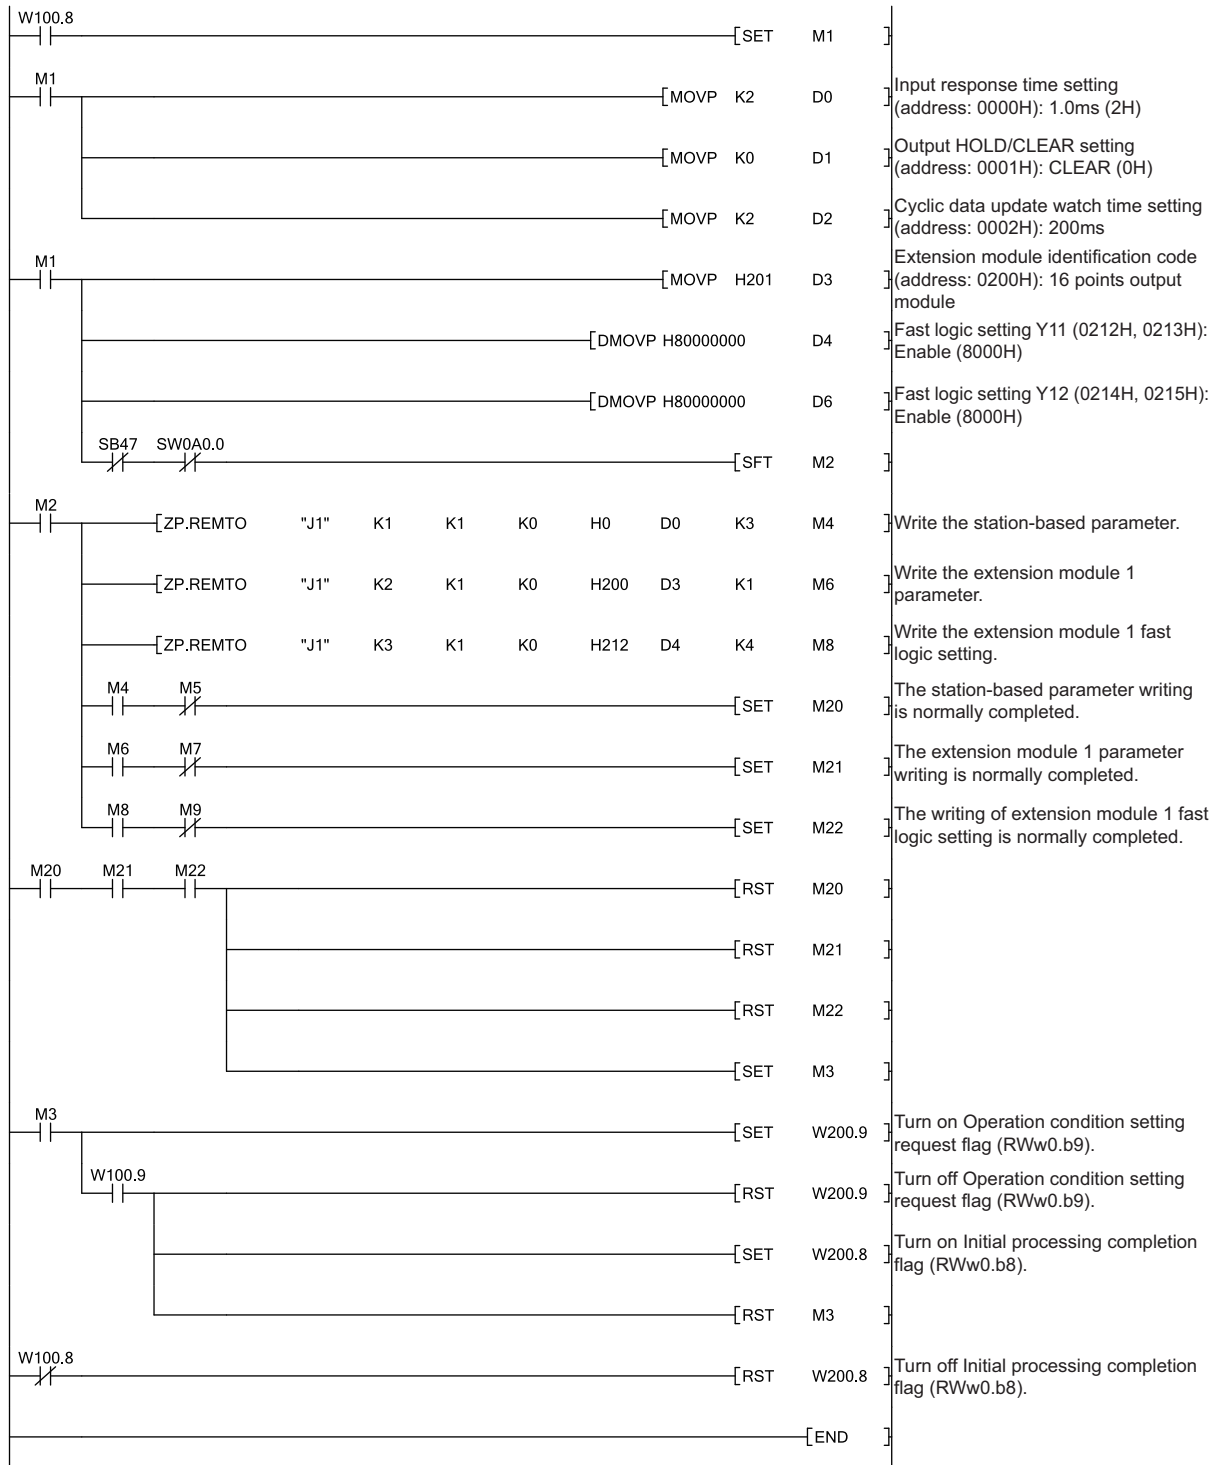 W100.8
[SET M1 ]
M1
[MOVP K2 D0 ]
Input response time setting
(address: 0000H): 1.0ms (2H)
[MOVP K0 D1 ]
Output HOLD/CLEAR setting
(address: 0001H): CLEAR (0H)
[MOVP K2 D2 ]
Cyclic data update watch time setting
(address: 0002H): 200ms
M1
[MOVP H201 D3 ]
Extension module identification code
(address: 0200H): 16 points output
module
[DMOVP H80000000 D4 ]
Fast logic setting Y11 (0212H, 0213H):
Enable (8000H)
[DMOVP H80000000 D6 ]
Fast logic setting Y12 (0214H, 0215H):
Enable (8000H)
SB47 SW0A0.0
[SFT M2 ]
M2
[ZP.REMTO "J1" K1 K1 K0 H0 D0 K3 M4 ]
Write the station-based parameter.
[ZP.REMTO "J1" K2 K1 K0 H200 D3 K1 M6 ]
Write the extension module 1
parameter.
[ZP.REMTO "J1" K3 K1 K0 H212 D4 K4 M8 ]
Write the extension module 1 fast
logic setting.
M4 M5
[SET M20 ]
The station-based parameter writing
is normally completed.
M6 M7
[SET M21 ]
The extension module 1 parameter
writing is normally completed.
M8 M9
[SET M22 ]
The writing of extension module 1 fast
logic setting is normally completed.
M20 M21 M22
[RST M20 ]
[RST M21 ]
[RST M22 ]
[SET M3 ]
M3
[SET W200.9 ]
Turn on Operation condition setting
request flag (RWw0.b9).
W100.9
[RST W200.9 ]
Turn off Operation condition setting
request flag (RWw0.b9).
[SET W200.8 ]
Turn on Initial processing completion
flag (RWw0.b8).
[RST M3 ]
W100.8
[RST W200.8 ]
Turn off Initial processing completion
flag (RWw0.b8).
[END ]